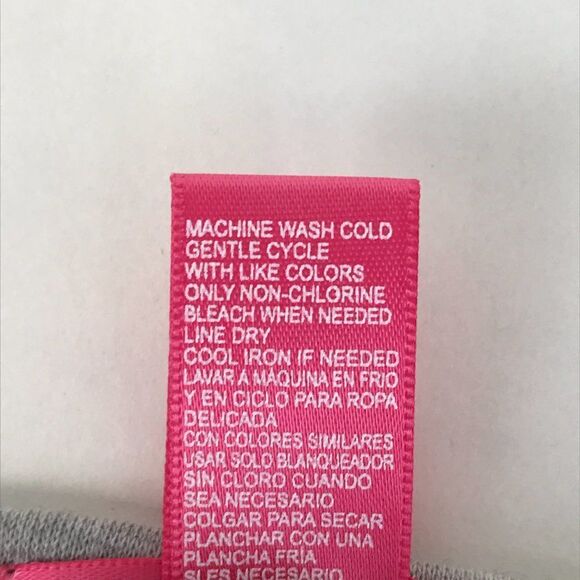 MACHINE WASH COLD
GENTLE CYCLE
WITH LIKE COLORS
ONLY NON-CHLORINE
BLEACH WHEN NEEDED
LINE DRY
COOL IRON IF NEEDED
LAVAR A MAQUINA EN FRIO
Y EN CICLO PARA ROPA
DELICADA
CON COLORES SIMILARES
USAR SOLO BLANQUEADOR
SIN CLORO CUANDO
SEA NECESARIO
COLGAR PARA SECAR
PLANCHAR CON UNA
PLANCHA FRIA
SI ES NECESARIO